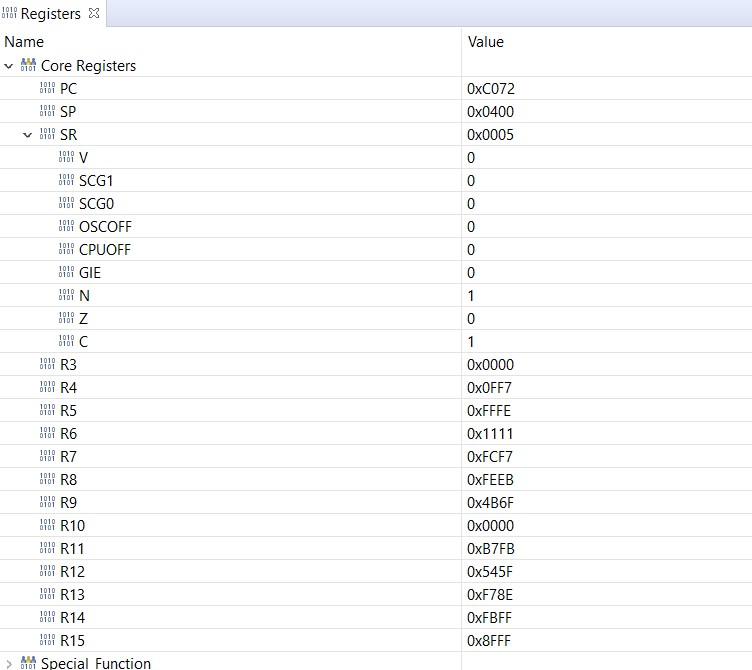 Registers
Name Value
Core Registers
PC 0xC072
SP 0x0400
SR 0x0005
V 0
SCG1 0
SCG0 0
OSCOFF 0
CPUOFF 0
GIE 0
N 1
Z 0
C 1
R3 0x0000
R4 0x0FF7
R5 0xFFFE
R6 0x1111
R7 0xFCF7
R8 0xFEEB
R9 0x4B6F
R10 0x0000
R11 0xB7FB
R12 0x545F
R13 0xF78E
R14 0xFBFF
R15 0x8FFF
Special_Function